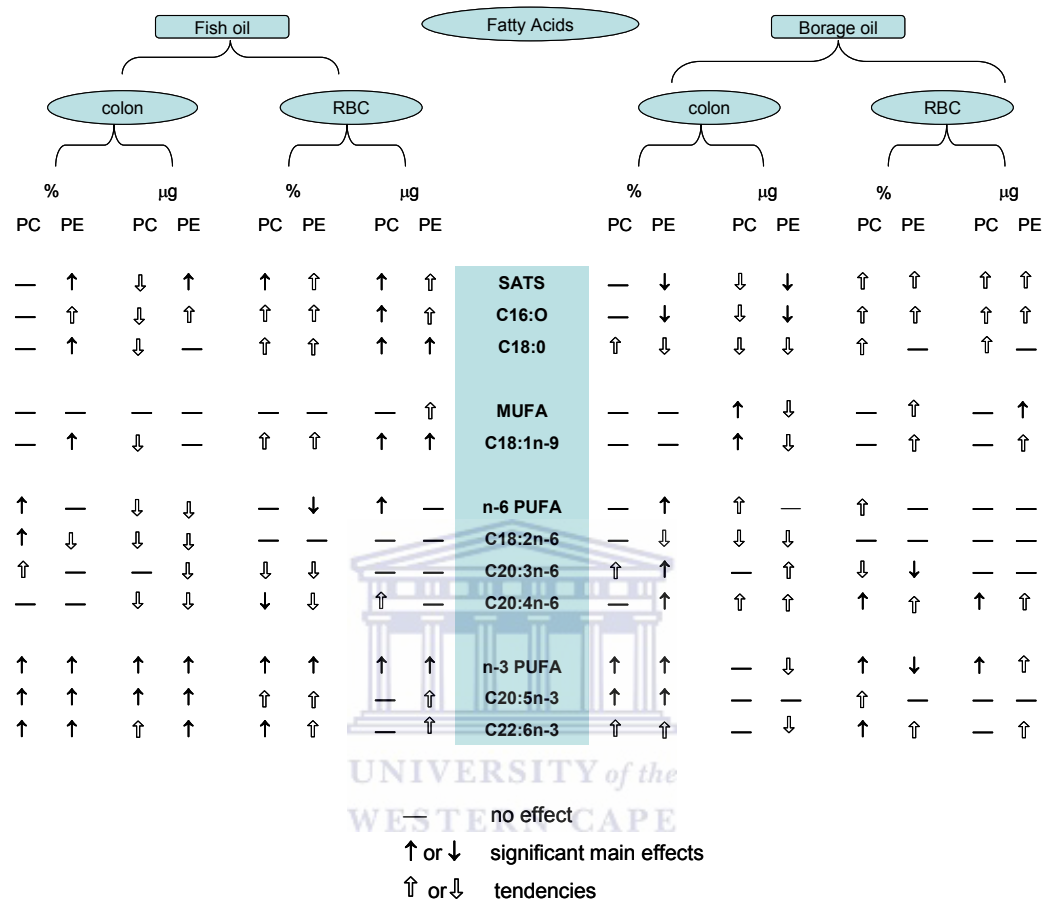 Fish oil Fatty Acids Borage oil
colon RBC colon RBC
% µg % µg % µg % µg
PC PE PC PE PC PE PC PE PC PE PC PE PC PE PC PE
— ↑ ⇩ ↑ ↑ ⇧ ↑ ⇧ SATS — ↓ ⇩ ↓ ⇧ ⇧ ⇧ ⇧
— ⇧ ⇩ ⇧ ⇧ ⇧ ↑ ⇧ C16:O — ↓ ⇩ ↓ ⇧ ⇧ ⇧ ⇧
— ↑ ⇩ — ⇧ ⇧ ↑ ↑ C18:0 ⇧ ⇩ ⇩ ⇩ ⇧ — ⇧ —
— — — — — — — ⇧ MUFA — — ↑ ⇩ — ⇧ — ↑
— ↑ ⇩ — ⇧ ⇧ ↑ ↑ C18:1n-9 — — ↑ ⇩ — ⇧ — ⇧
↑ — ⇩ ⇩ — ↓ ↑ — n-6 PUFA — ↑ ⇧ — ⇧ — — —
↑ ⇩ ⇩ ⇩ — — — — C18:2n-6 — ⇩ ⇩ ⇩ — — — —
⇧ — — ⇩ ⇩ ⇩ — — C20:3n-6 ⇧ ↑ — ⇧ ⇩ ↓ — —
— — ⇩ ⇩ ↓ ⇩ ⇧ — C20:4n-6 — ↑ ⇧ ⇧ ↑ ⇧ ↑ ⇧
↑ ↑ ↑ ↑ ↑ ↑ ↑ ↑ n-3 PUFA ↑ ↑ — ⇩ ↑ ↓ ↑ ⇧
↑ ↑ ↑ ↑ ⇧ ⇧ — ⇧ C20:5n-3 ↑ ↑ — — ⇧ — — —
↑ ↑ ⇧ ↑ ↑ ⇧ — ⇧ C22:6n-3 ⇧ ⇧ — ⇩ ↑ ⇧ — ⇧
UNIVERSITY of the
WESTERN CAPE
— no effect
↑ or ↓ significant main effects
⇧ or ⇩ tendencies